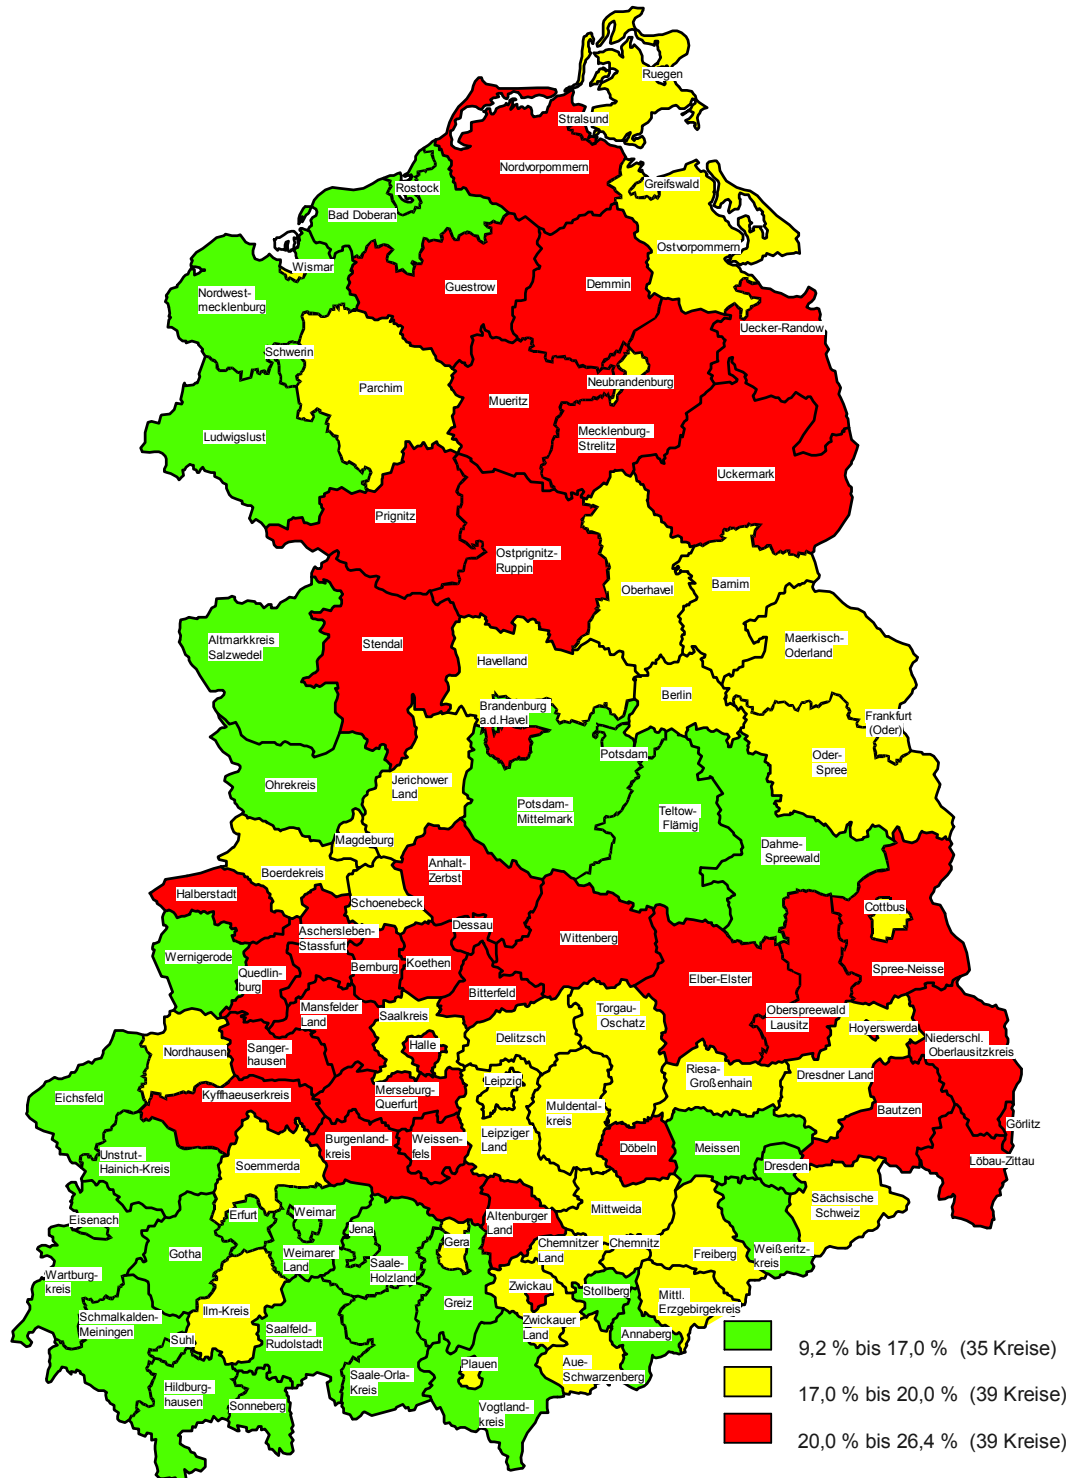 Ruegen
Stralsund
Nordvorpommern
Rostock
Greifswald
Bad Doberan
Ostvorpommern
Wismar
Nordwest-
mecklenburg
Guestrow
Demmin
Uecker-Randow
Schwerin
Parchim
Neubrandenburg
Mueritz
Mecklenburg-
Strelitz
Ludwigslust
Uckermark
Prignitz
Ostprignitz-
Ruppin
Oberhavel
Barnim
Altmarkkreis
Salzwedel
Stendal
Maerkisch-
Oderland
Havelland
Berlin
Brandenburg
a.d.Havel
Frankfurt
(Oder)
Potsdam
Oder-
Spree
Ohrekreis
Jerichower
Land
Potsdam-
Mittelmark
Teltow-
Flämig
Magdeburg
Dahme-
Spreewald
Boerdekreis
Anhalt-
Zerbst
Halberstadt
Schoenebeck
Cottbus
Aschersleben-
Stassfurt
Dessau
Wittenberg
Wernigerode
Quedlin-
burg
Bernburg
Koethen
Spree-Neisse
Elber-Elster
Bitterfeld
Mansfelder
Land
Saalkreis
Torgau-
Oschatz
Oberspreewald
Lausitz
Hoyerswerda
Niederschl.
Oberlausitzkreis
Delitzsch
Halle
Nordhausen
Sanger-
hausen
Riesa-
Großenhain
Dresdner Land
Leipzig
Eichsfeld
Kyffhaeuserkreis
Merseburg-
Querfurt
Muldental-
kreis
Bautzen
Görlitz
Burgenland-
kreis
Weissen-
fels
Leipziger
Land
Döbeln
Meissen
Unstrut-
Hainich-Kreis
Soemmerda
Dresden
Löbau-Zittau
Sächsische
Schweiz
Eisenach
Erfurt
Weimar
Altenburger
Land
Mittweida
Jena
Gera
Chemnitzer
Land
Chemnitz
Freiberg
Weißeritz-
kreis
Gotha
Weimarer
Land
Saale-
Holzland
Wartburg-
kreis
Zwickau
Stollberg
Mittl.
Erzgebirgekreis
Schmalkalden-
Meiningen
Ilm-Kreis
Greiz
Zwickauer
Land
Annaberg
Suhl
Saalfeld-
Rudolstadt
Plauen
Aue-
Schwarzenberg
Saale-Orla-
Kreis
Hildburg-
hausen
Sonneberg
Vogtland-
kreis
9,2 % bis 17,0 % (35 Kreise)
17,0 % bis 20,0 % (39 Kreise)
20,0 % bis 26,4 % (39 Kreise)